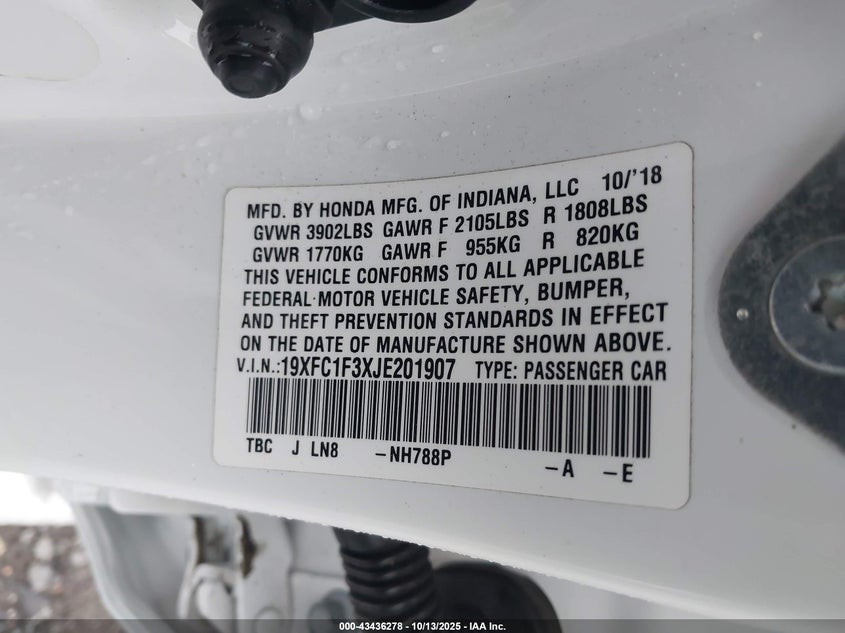 MFD. BY HONDA MFG. OF INDIANA, LLC 10/'18
GVWR 3902LBS GAWR F 2105LBS R 1808LBS
GVWR 1770KG GAWR F 955KG R 820KG
THIS VEHICLE CONFORMS TO ALL APPLICABLE
FEDERAL MOTOR VEHICLE SAFETY, BUMPER,
AND THEFT PREVENTION STANDARDS IN EFFECT
ON THE DATE OF MANUFACTURE SHOWN ABOVE.
V.I.N.:19XFC1F3XJE201907 TYPE: PASSENGER CAR
TBC J LN8 -NH788P -A -E
000-43436278 - 10/13/2025 - IAA Inc.